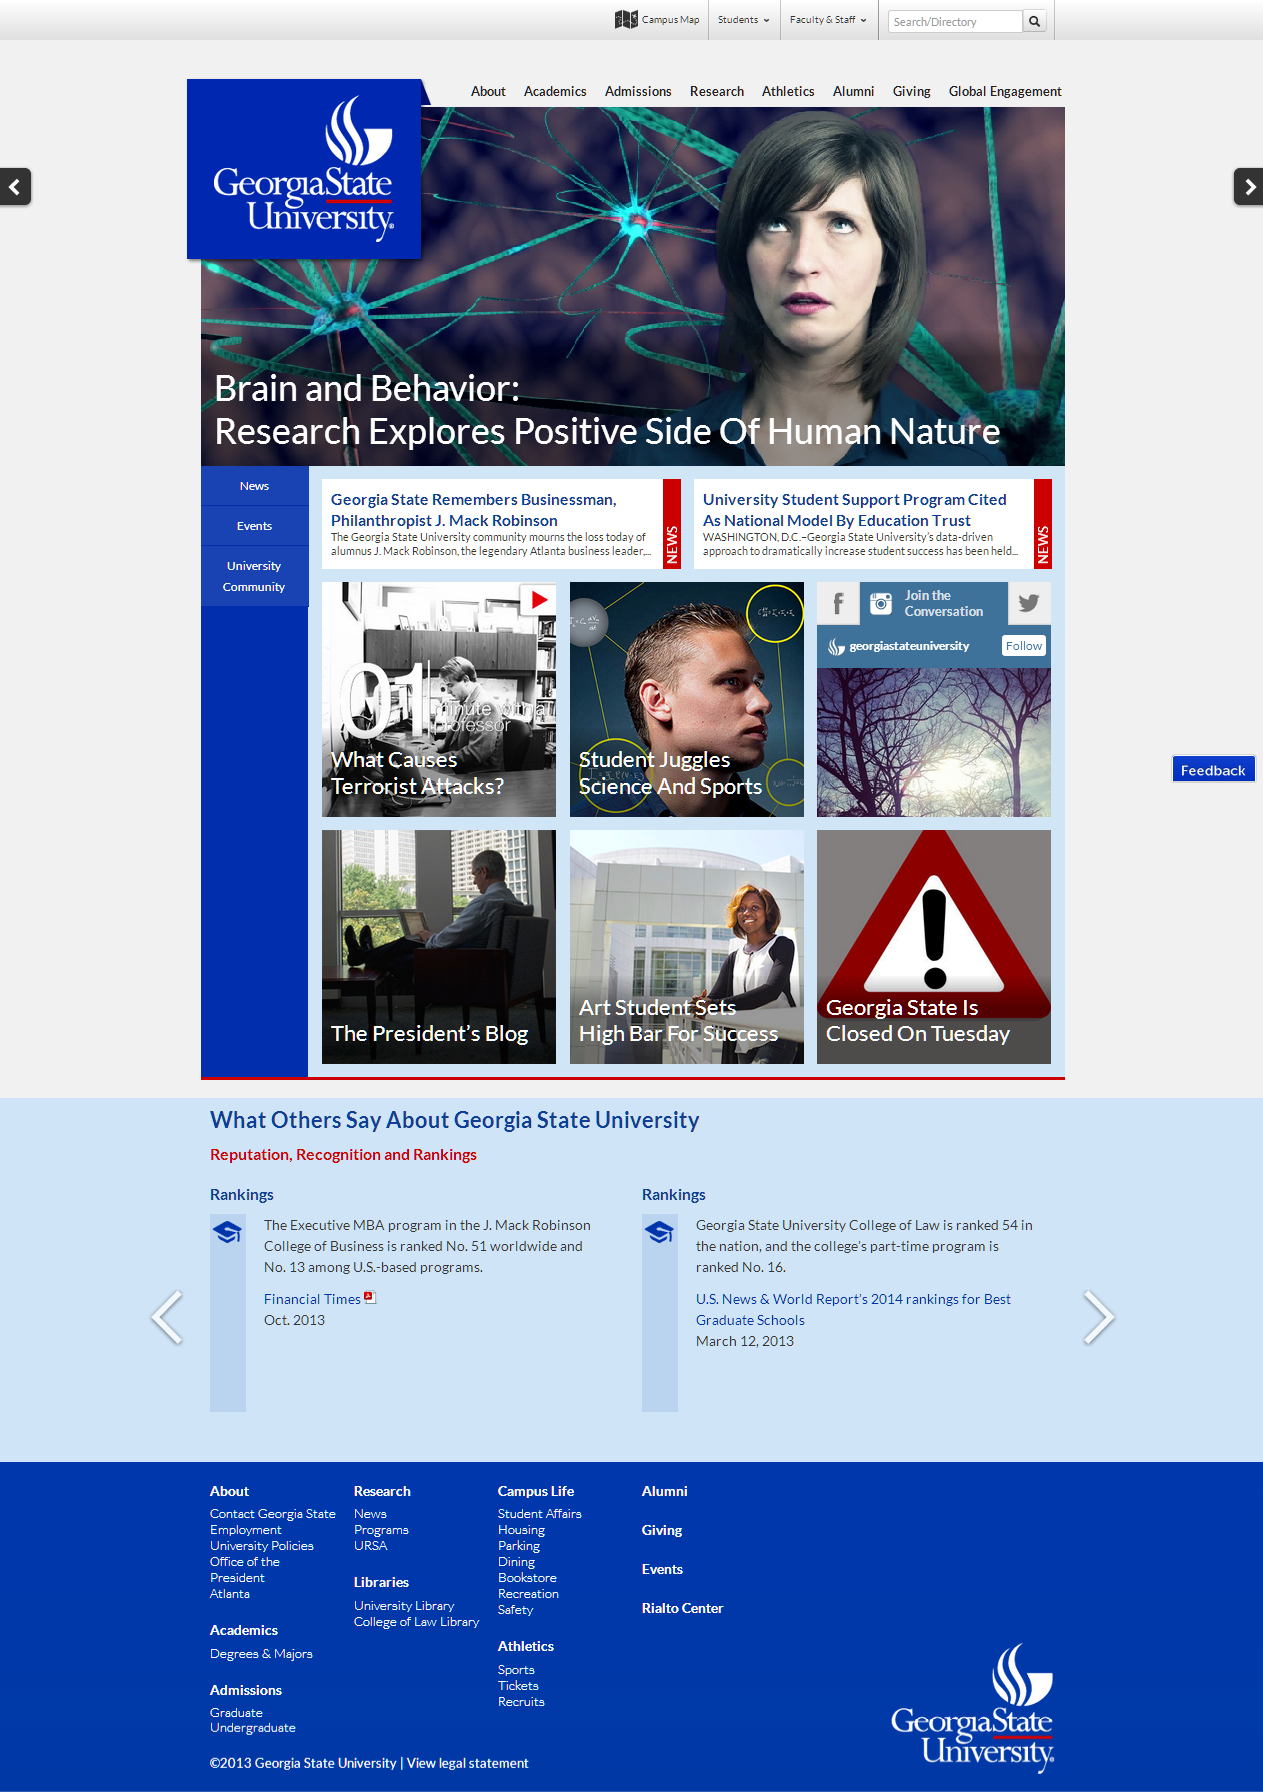 Campus Map
Students
Faculty & Staff
Search/Directory
About
Academics
Admissions
Research
Athletics
Alumni
Giving
Global Engagement
GeorgiaState
University®
Brain and Behavior:
Research Explores Positive Side Of Human Nature
News
Events
University
Community
Georgia State Remembers Businessman,
Philanthropist J. Mack Robinson
The Georgia State University community mourns the loss today of
alumnus J. Mack Robinson, the legendary Atlanta business leader,...
NEWS
University Student Support Program Cited
As National Model By Education Trust
WASHINGTON, D.C.–Georgia State University's data-driven
approach to dramatically increase student success has been held...
NEWS
01
minute
professor
What Causes
Terrorist Attacks?
Student Juggles
Science And Sports
Join the
Conversation
georgiastateuniversity
Follow
Feedback
The President's Blog
Art Student Sets
High Bar For Success
Georgia State Is
Closed On Tuesday
What Others Say About Georgia State University
Reputation, Recognition and Rankings
Rankings
The Executive MBA program in the J. Mack Robinson
College of Business is ranked No. 51 worldwide and
No. 13 among U.S.-based programs.
Financial Times
Oct. 2013
Rankings
Georgia State University College of Law is ranked 54 in
the nation, and the college's part-time program is
ranked No. 16.
U.S. News & World Report's 2014 rankings for Best
Graduate Schools
March 12, 2013
About
Contact Georgia State
Employment
University Policies
Office of the
President
Atlanta
Academics
Degrees & Majors
Admissions
Graduate
Undergraduate
Research
News
Programs
URSA
Libraries
University Library
College of Law Library
Campus Life
Student Affairs
Housing
Parking
Dining
Bookstore
Recreation
Safety
Athletics
Sports
Tickets
Recruits
Alumni
Giving
Events
Rialto Center
GeorgiaState
University®
©2013 Georgia State University | View legal statement